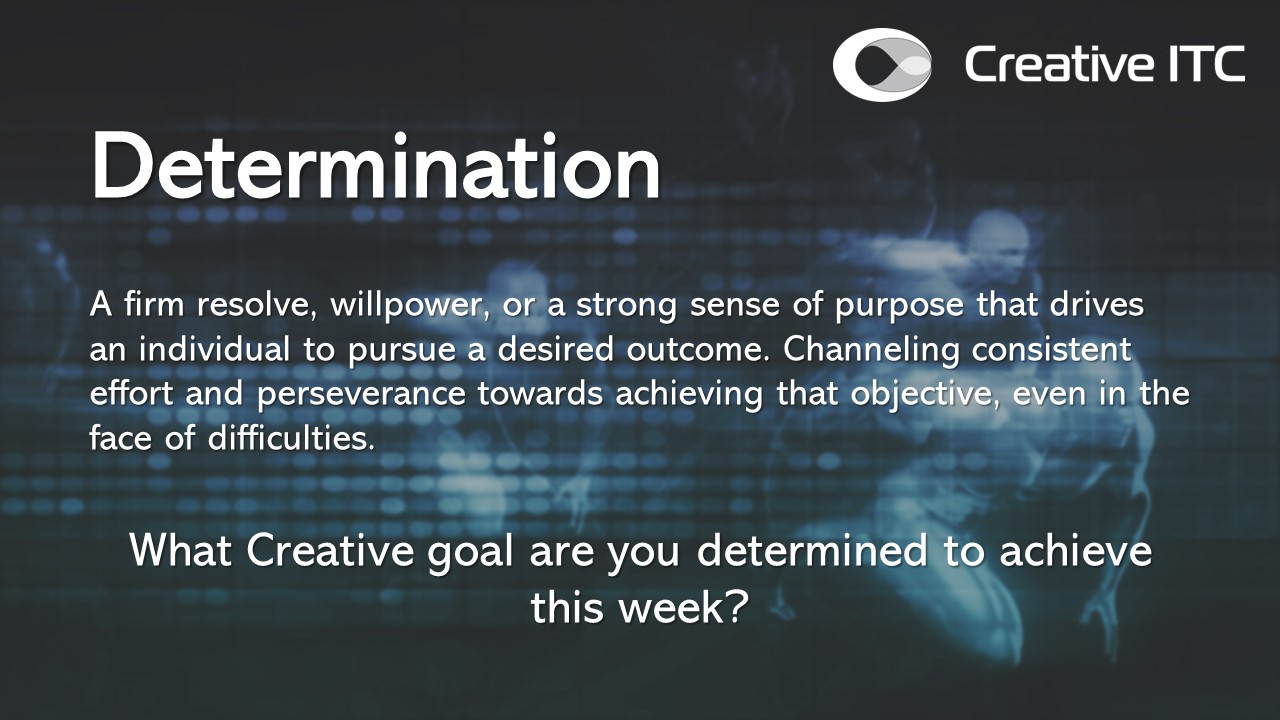 Creative ITC
Determination
A firm resolve, willpower, or a strong sense of purpose that drives
an individual to pursue a desired outcome. Channeling consistent
effort and perseverance towards achieving that objective, even in the
face of difficulties.
What Creative goal are you determined to achieve
this week?